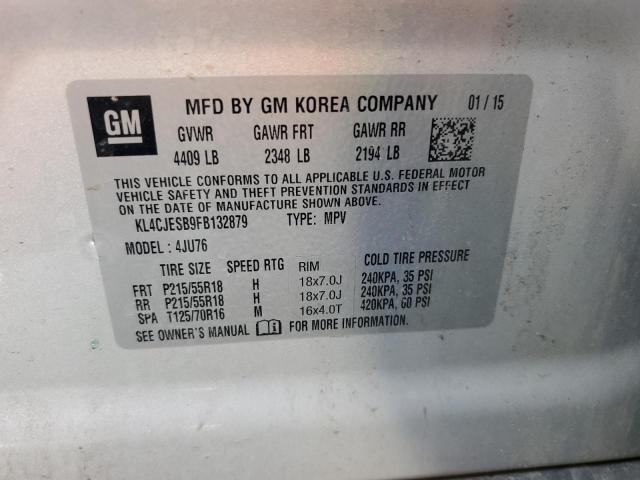 GM
MFD BY GM KOREA COMPANY 01 / 15
GVWR GAWR FRT GAWR RR
4409 LB 2348 LB 2194 LB
THIS VEHICLE CONFORMS TO ALL APPLICABLE U.S. FEDERAL MOTOR
VEHICLE SAFETY AND THEFT PREVENTION STANDARDS IN EFFECT
ON THE DATE OF MANUFACTURE SHOWN ABOVE.
KL4CJESB9FB132879 TYPE: MPV
MODEL: 4JU76
TIRE SIZE SPEED RTG RIM COLD TIRE PRESSURE
FRT P215/55R18 H 18x7.0J 240KPA, 35 PSI
RR P215/55R18 H 18x7.0J 240KPA, 35 PSI
SPA T125/70R16 M 16x4.0T 420KPA, 60 PSI
SEE OWNER'S MANUAL FOR MORE INFORMATION.